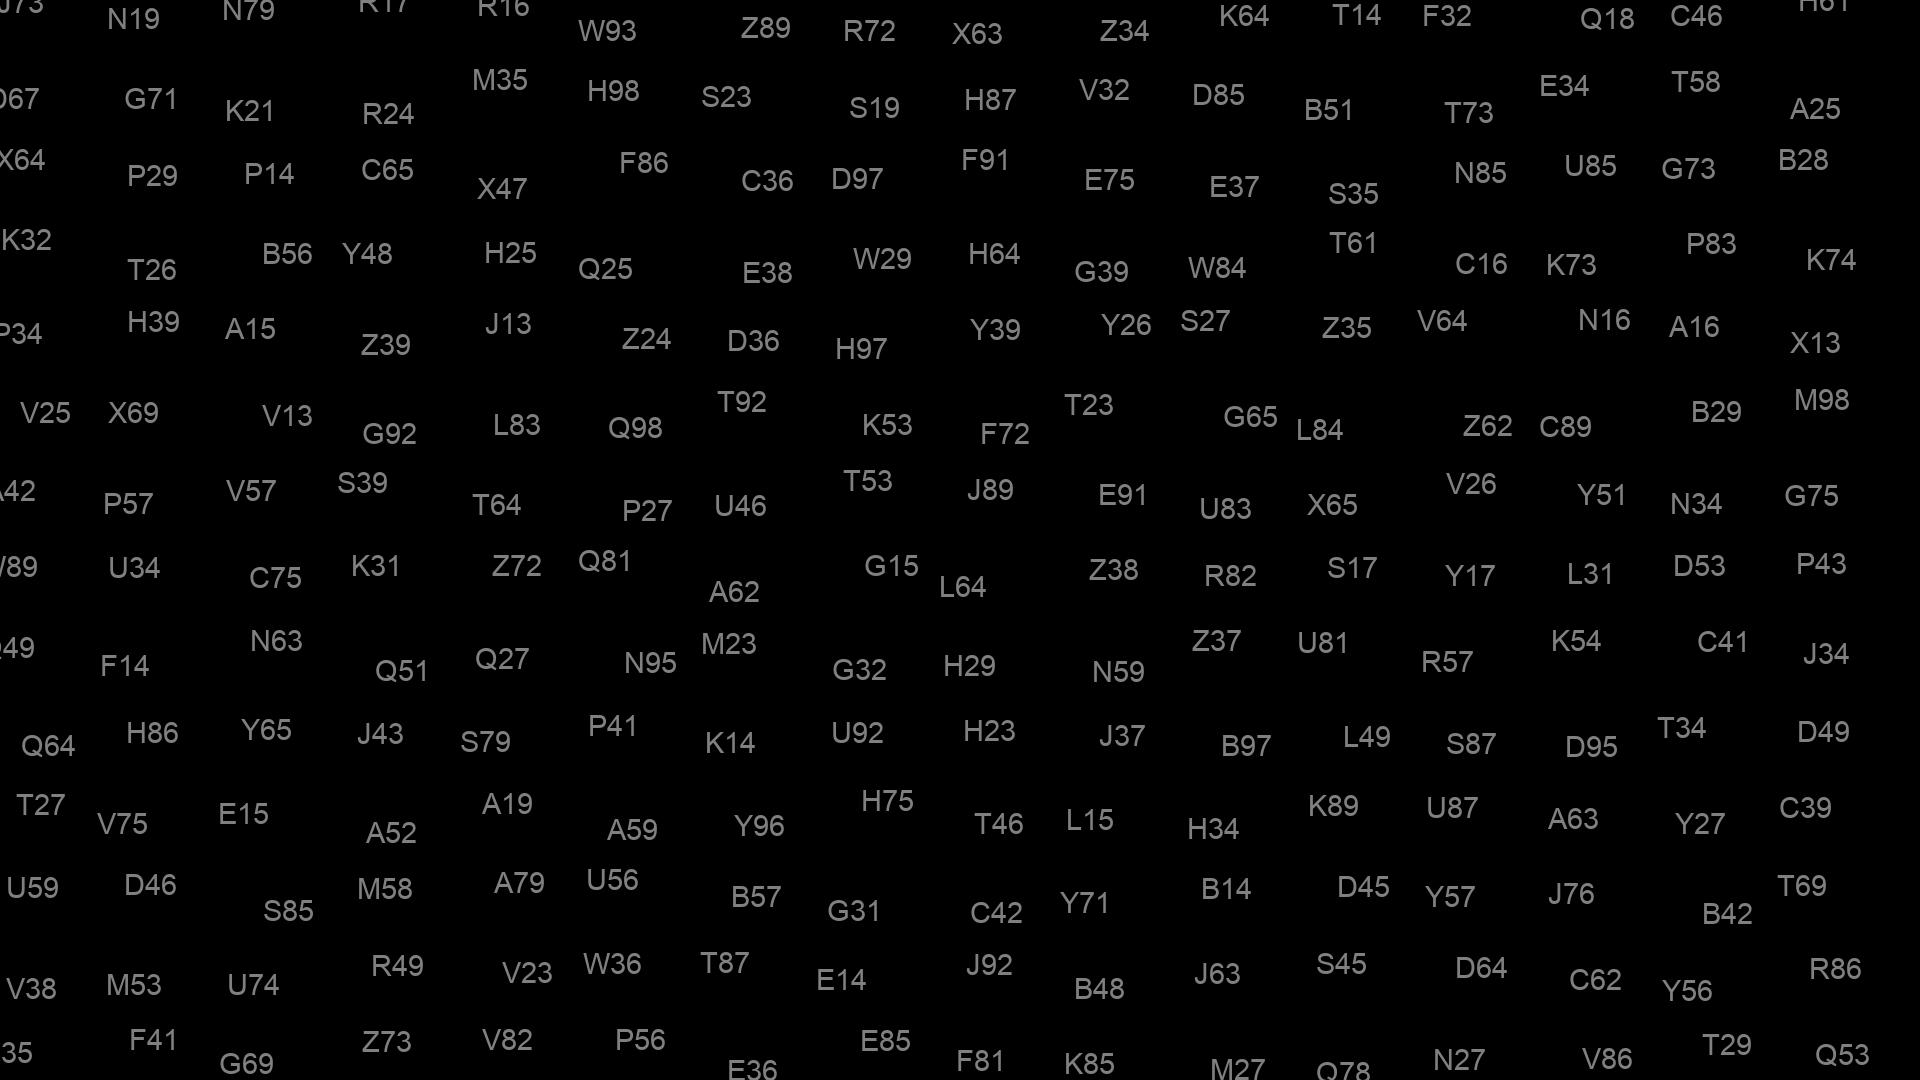 N19 N79 R17 R16 W93 Z89 R72 X63 Z34 K64 T14 F32 Q18 C46 H61
G71 K21 R24 M35 H98 S23 S19 H87 V32 D85 B51 T73 E34 T58 A25
X64 P29 P14 C65 X47 F86 C36 D97 F91 E75 E37 S35 N85 U85 G73 B28
K32 T26 B56 Y48 H25 Q25 E38 W29 H64 G39 W84 T61 C16 K73 P83 K74
P34 H39 A15 Z39 J13 Z24 D36 H97 Y39 Y26 S27 Z35 V64 N16 A16 X13
V25 X69 V13 G92 L83 Q98 T92 K53 F72 T23 G65 L84 Z62 C89 B29 M98
A42 P57 V57 S39 T64 P27 U46 T53 J89 E91 U83 X65 V26 Y51 N34 G75
U34 C75 K31 Z72 Q81 A62 G15 L64 Z38 R82 S17 Y17 L31 D53 P43
F14 N63 Q51 Q27 N95 M23 G32 H29 N59 Z37 U81 R57 K54 C41 J34
Q64 H86 Y65 J43 S79 P41 K14 U92 H23 J37 B97 L49 S87 D95 T34 D49
T27 V75 E15 A52 A19 A59 Y96 H75 T46 L15 H34 K89 U87 A63 Y27 C39
U59 D46 S85 M58 A79 U56 B57 G31 C42 Y71 B14 D45 Y57 J76 B42 T69
V38 M53 U74 R49 V23 W36 T87 E14 J92 B48 J63 S45 D64 C62 Y56 R86
35 F41 G69 Z73 V82 P56 E36 E85 F81 K85 M27 Q78 N27 V86 T29 Q53